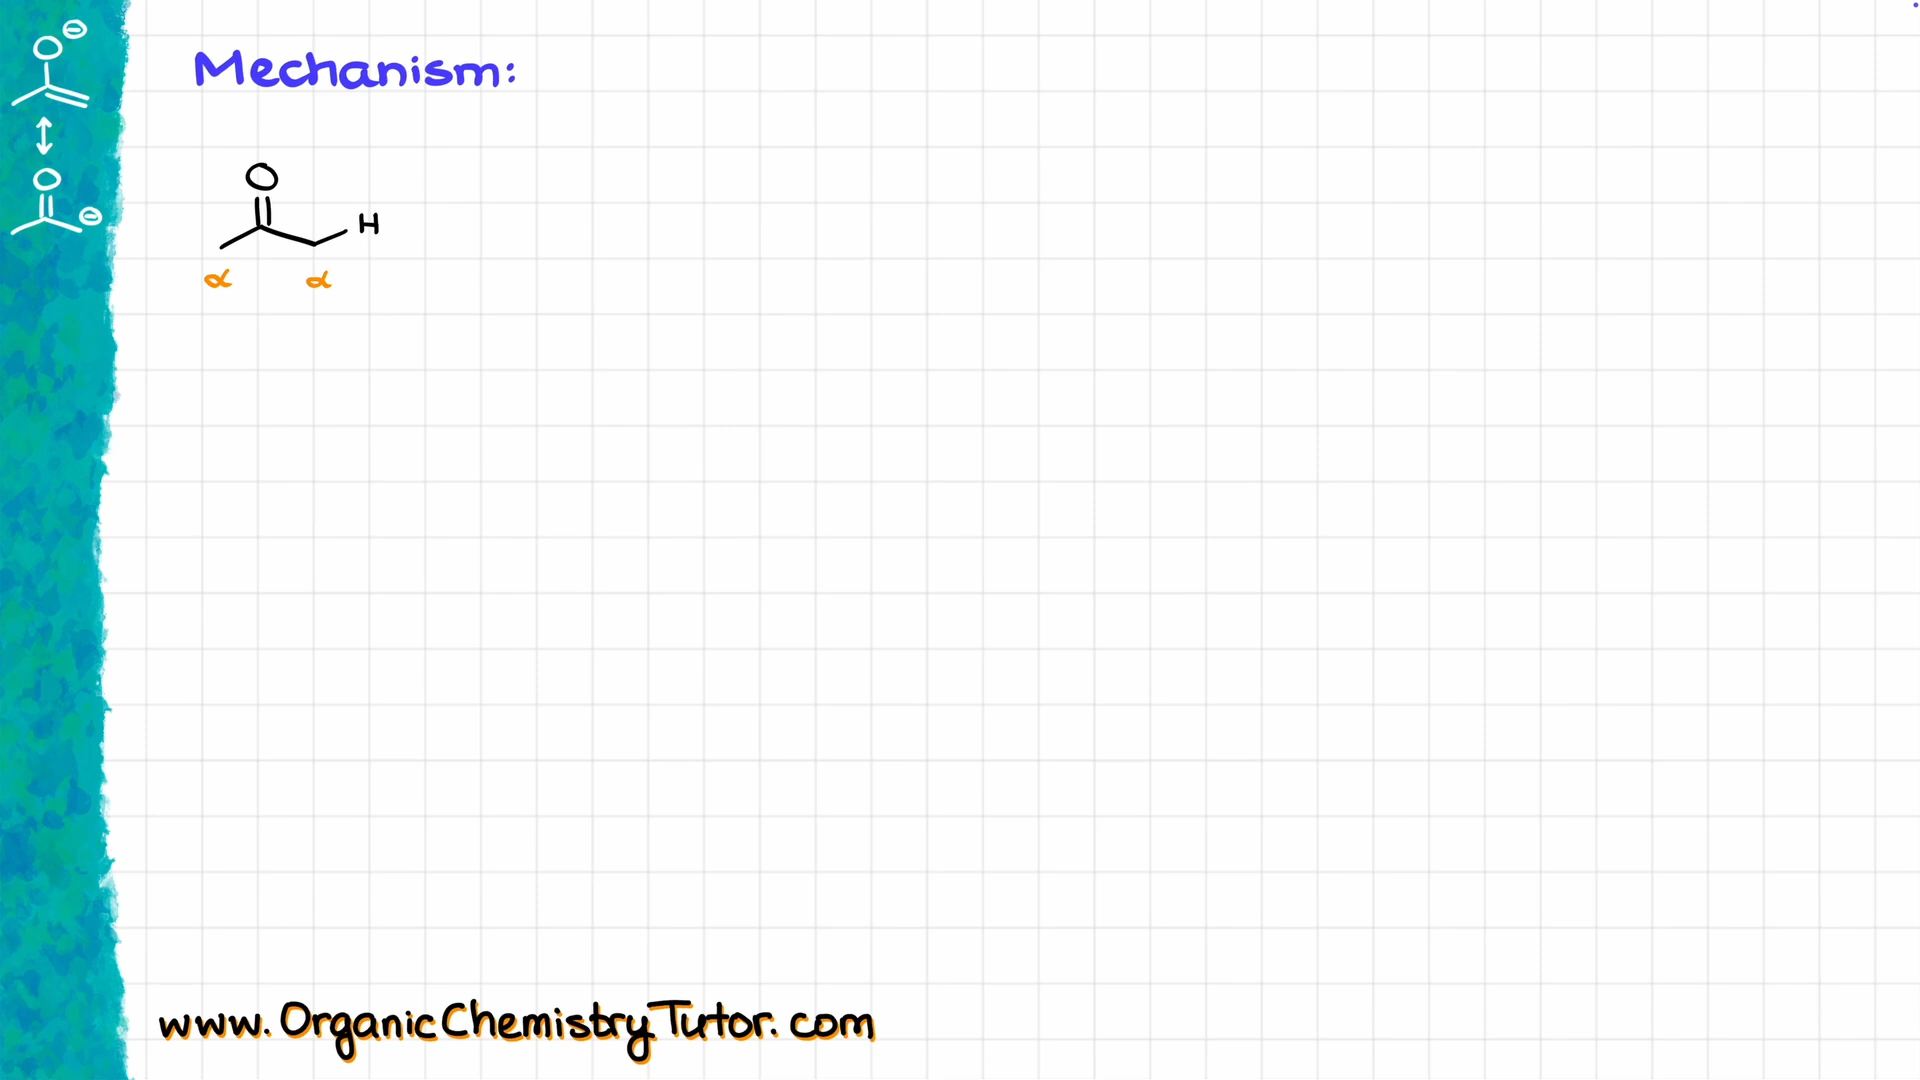 Mechanism:
O
H
α α
O ⊖
O
⊖
www.OrganicChemistryTutor.com